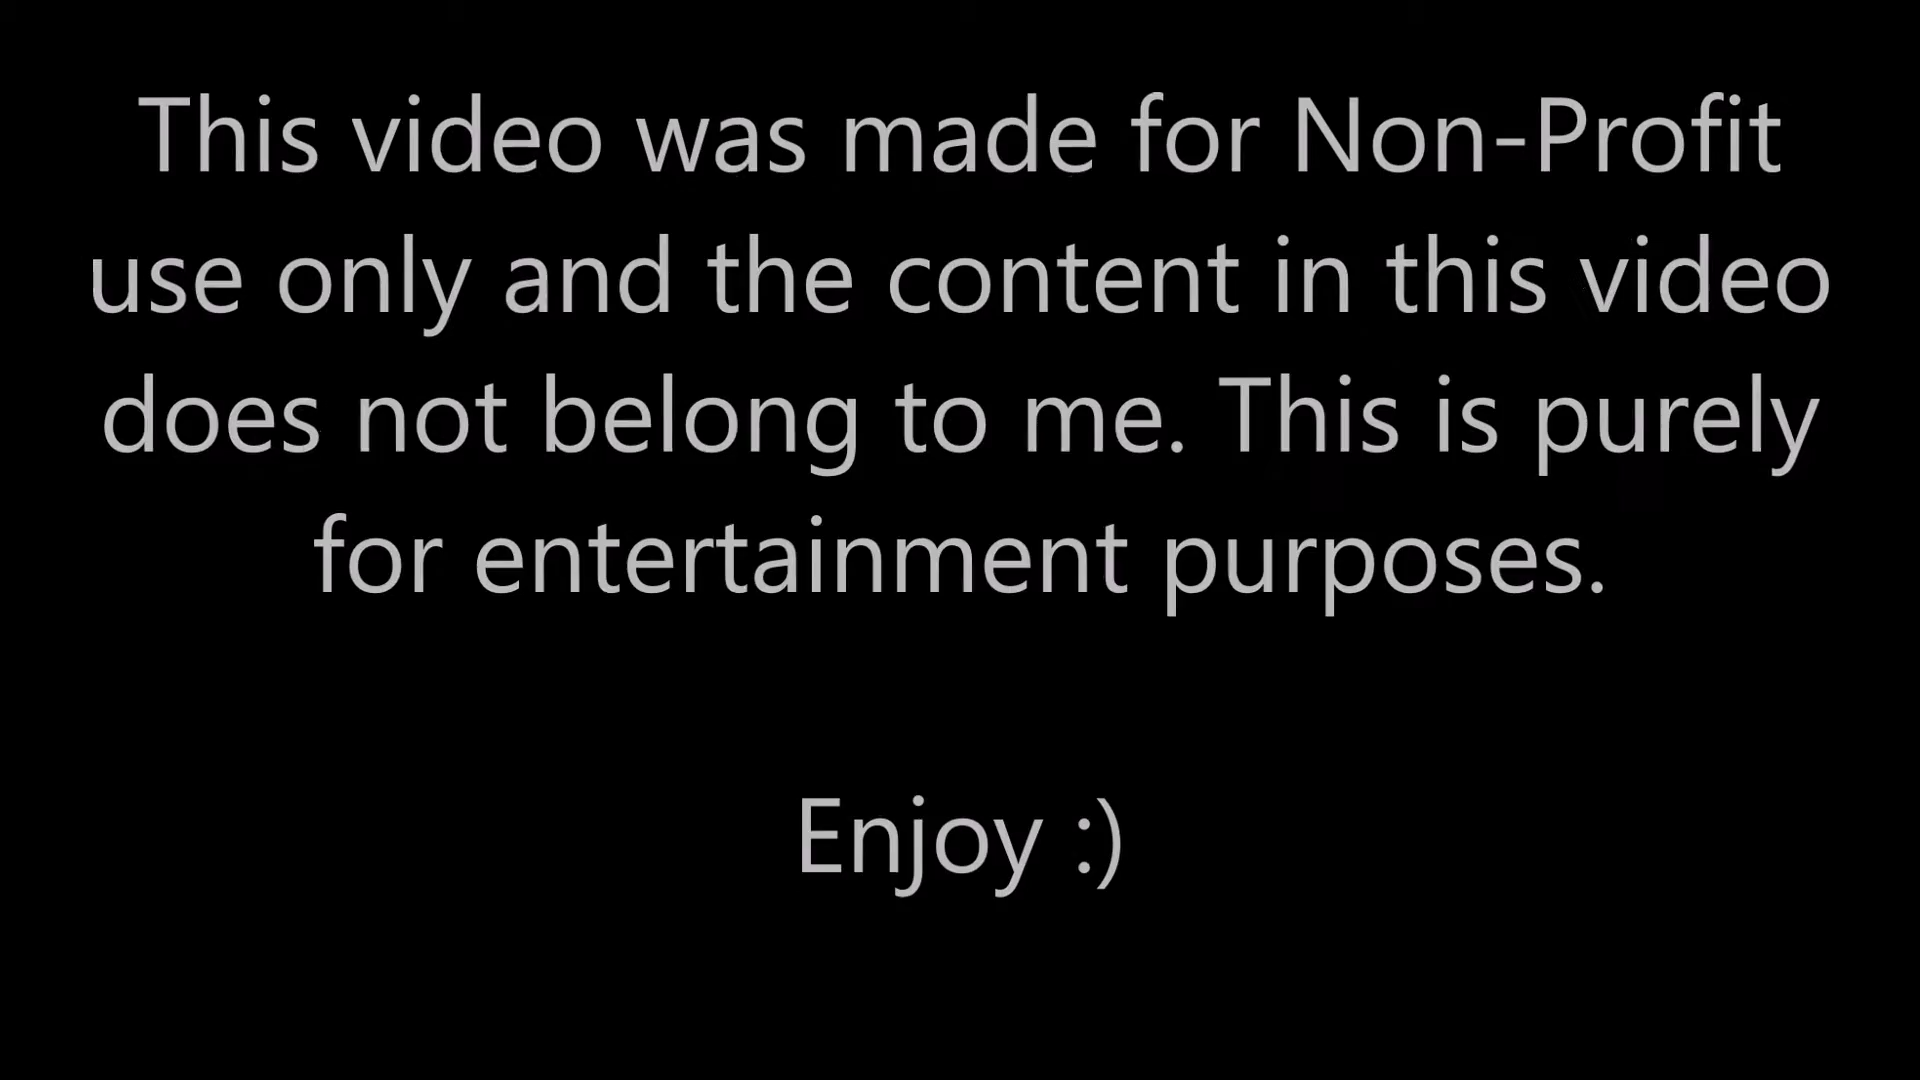 This video was made for Non-Profit
use only and the content in this video
does not belong to me. This is purely
for entertainment purposes.
Enjoy :)